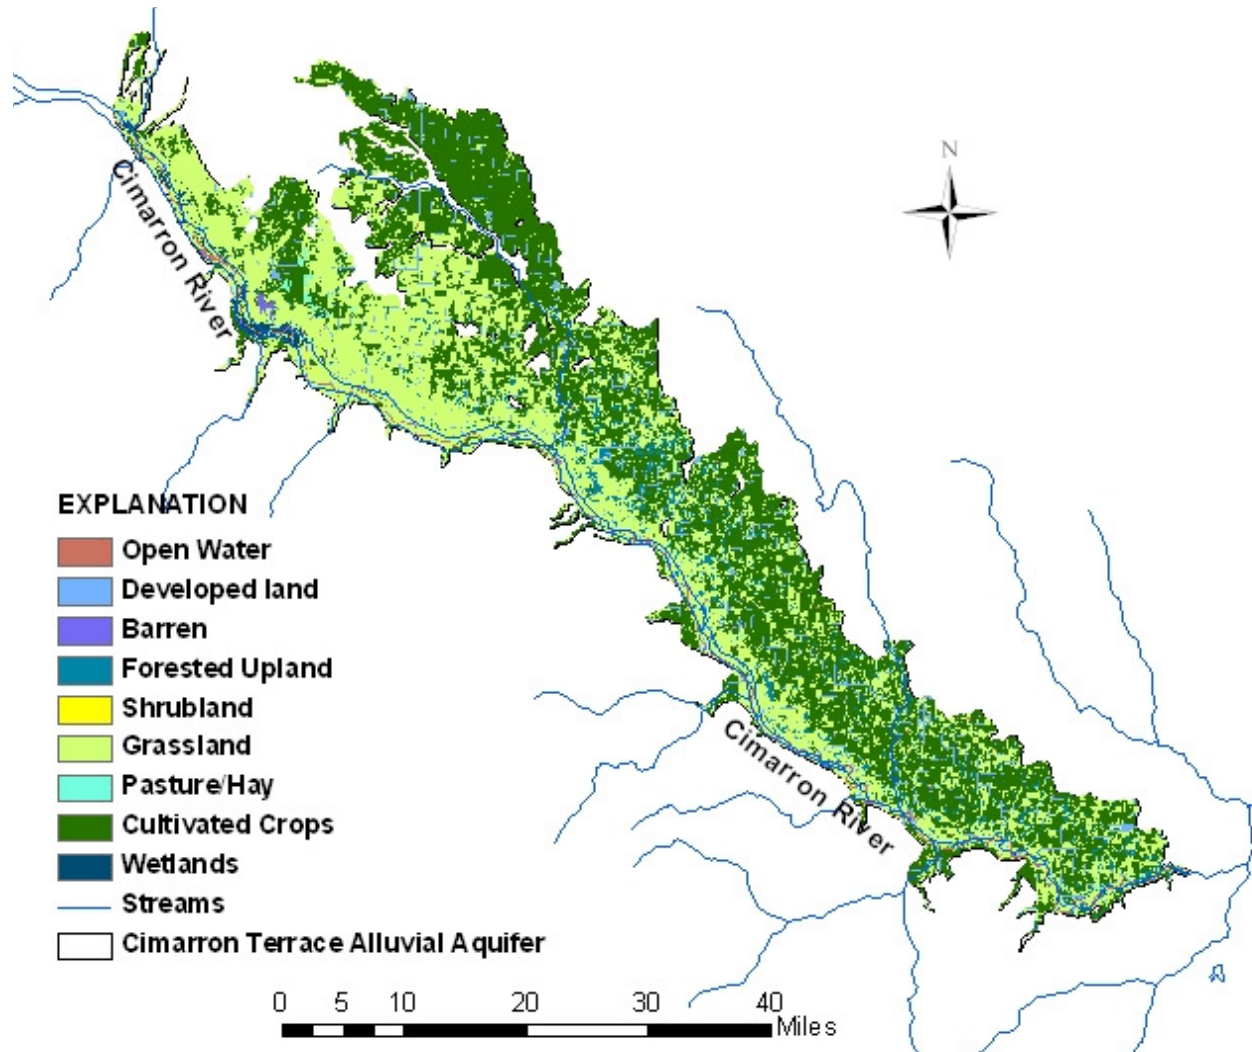 N
Cimarron River
EXPLANATION
Open Water
Developed land
Barren
Forested Upland
Shrubland
Grassland
Pasture/Hay
Cultivated Crops
Wetlands
Streams
Cimarron Terrace Alluvial Aquifer
Cimarron River
0 5 10 20 30 40
Miles